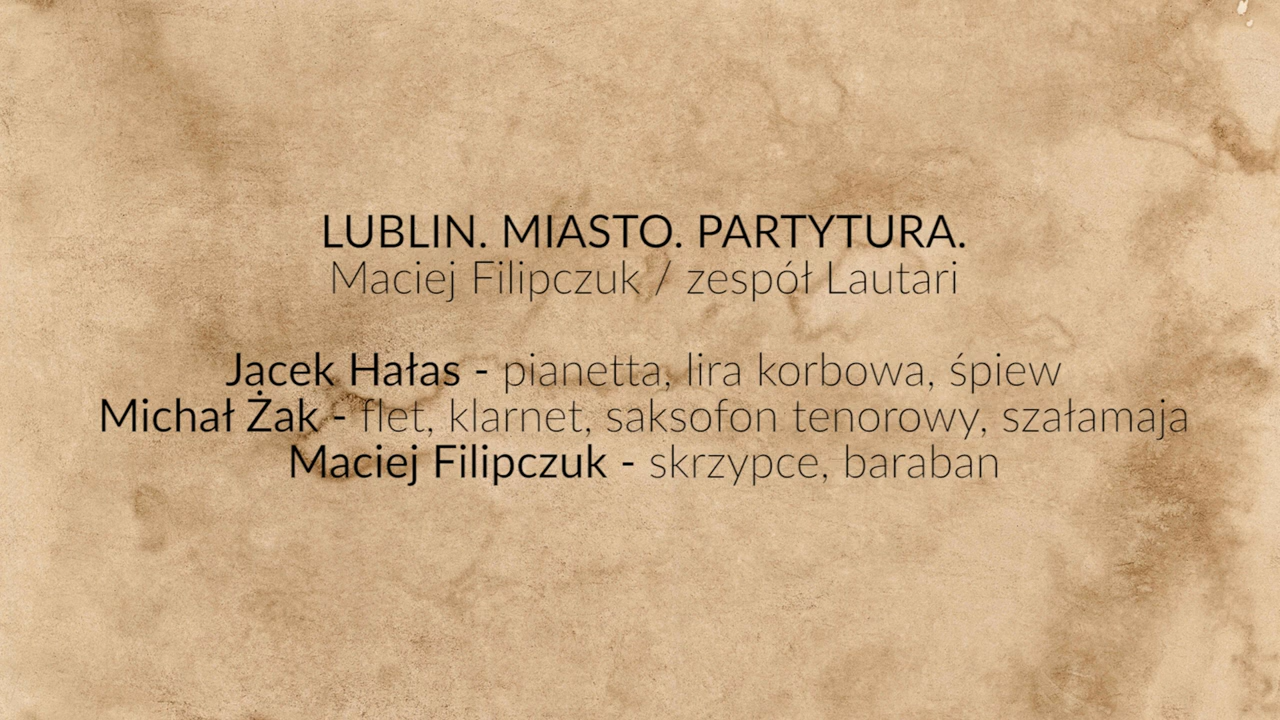 LUBLIN. MIASTO. PARTYTURA.
Maciej Filipczuk / zespół Lautari
Jacek Hałas - pianetta, lira korbowa, śpiew
Michał Żak - flet, klarnet, saksofon tenorowy, szałamaja
Maciej Filipczuk - skrzypce, baraban